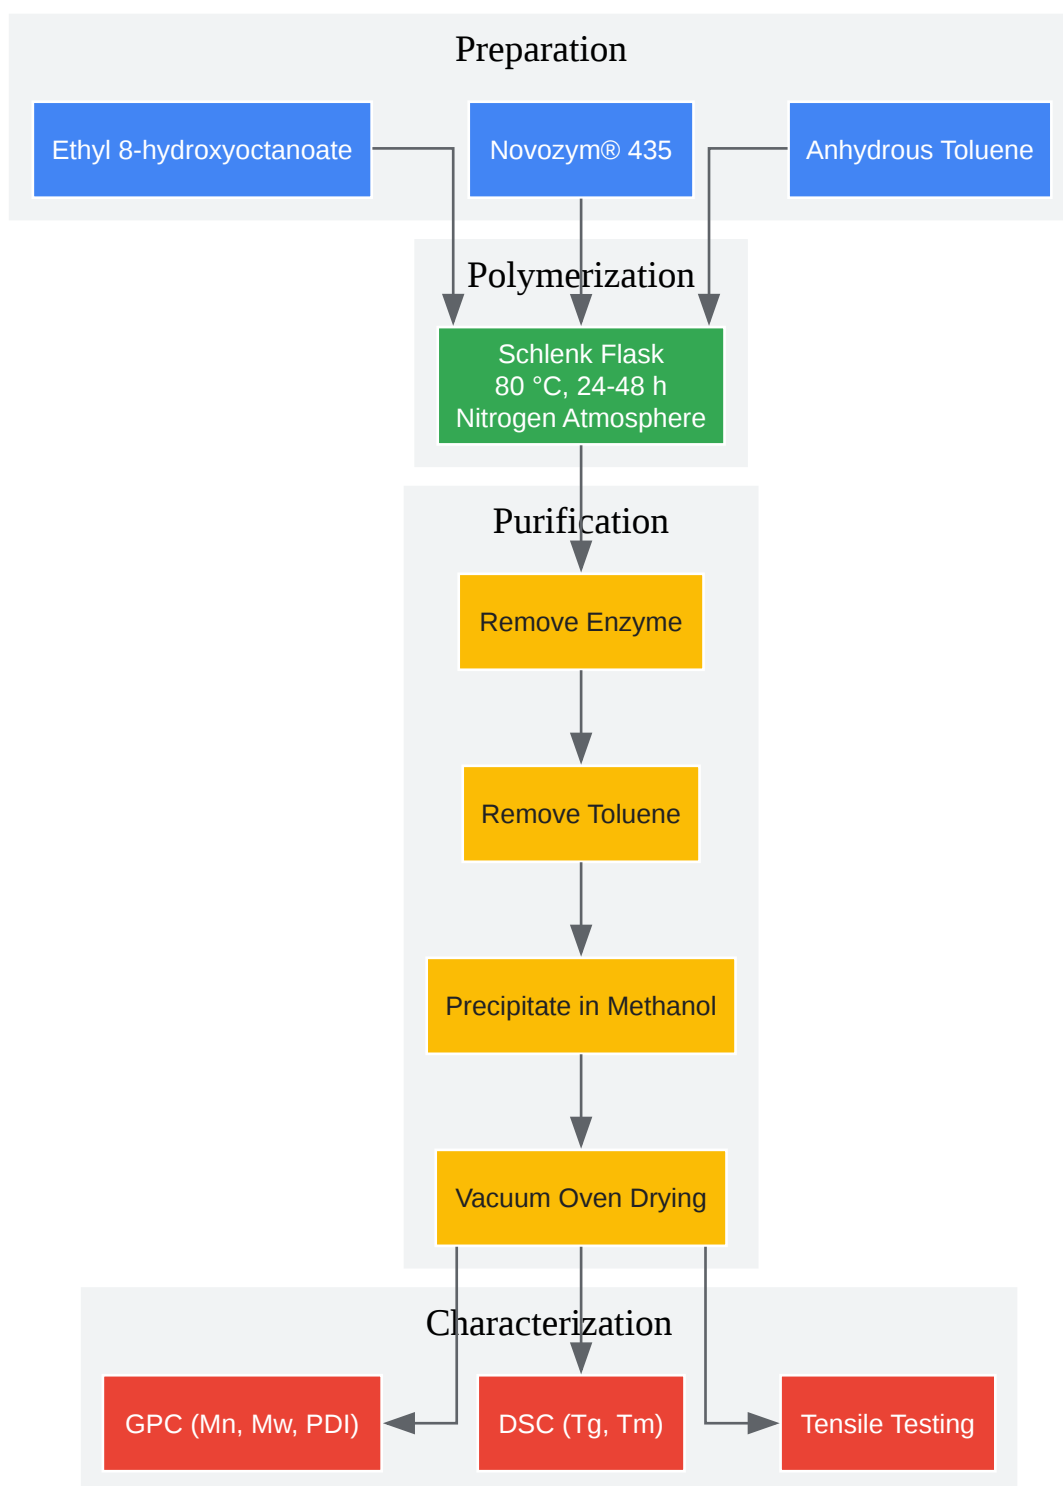 Preparation
Ethyl 8-hydroxyoctanoate
Novozym® 435
Anhydrous Toluene
Polymerization
Schlenk Flask
80 °C, 24-48 h
Nitrogen Atmosphere
Purification
Remove Enzyme
Remove Toluene
Precipitate in Methanol
Vacuum Oven Drying
Characterization
GPC (Mn, Mw, PDI)
DSC (Tg, Tm)
Tensile Testing